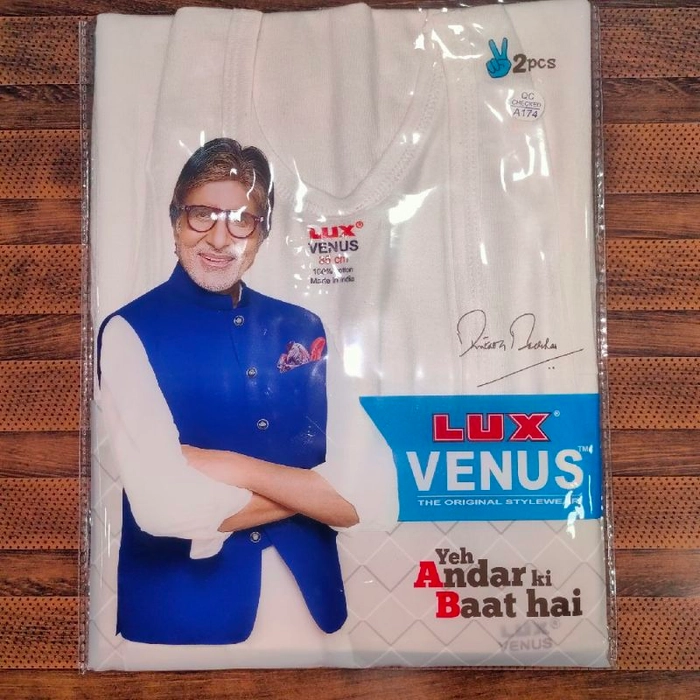 2pcs
QC
CHECKED
A174
LUX®
VENUS
85 cm
100% Cotton
Made in India
LUX®
VENUS™
THE ORIGINAL STYLEWEAR
Yeh
Andar ki
Baat hai
LUX
VENUS